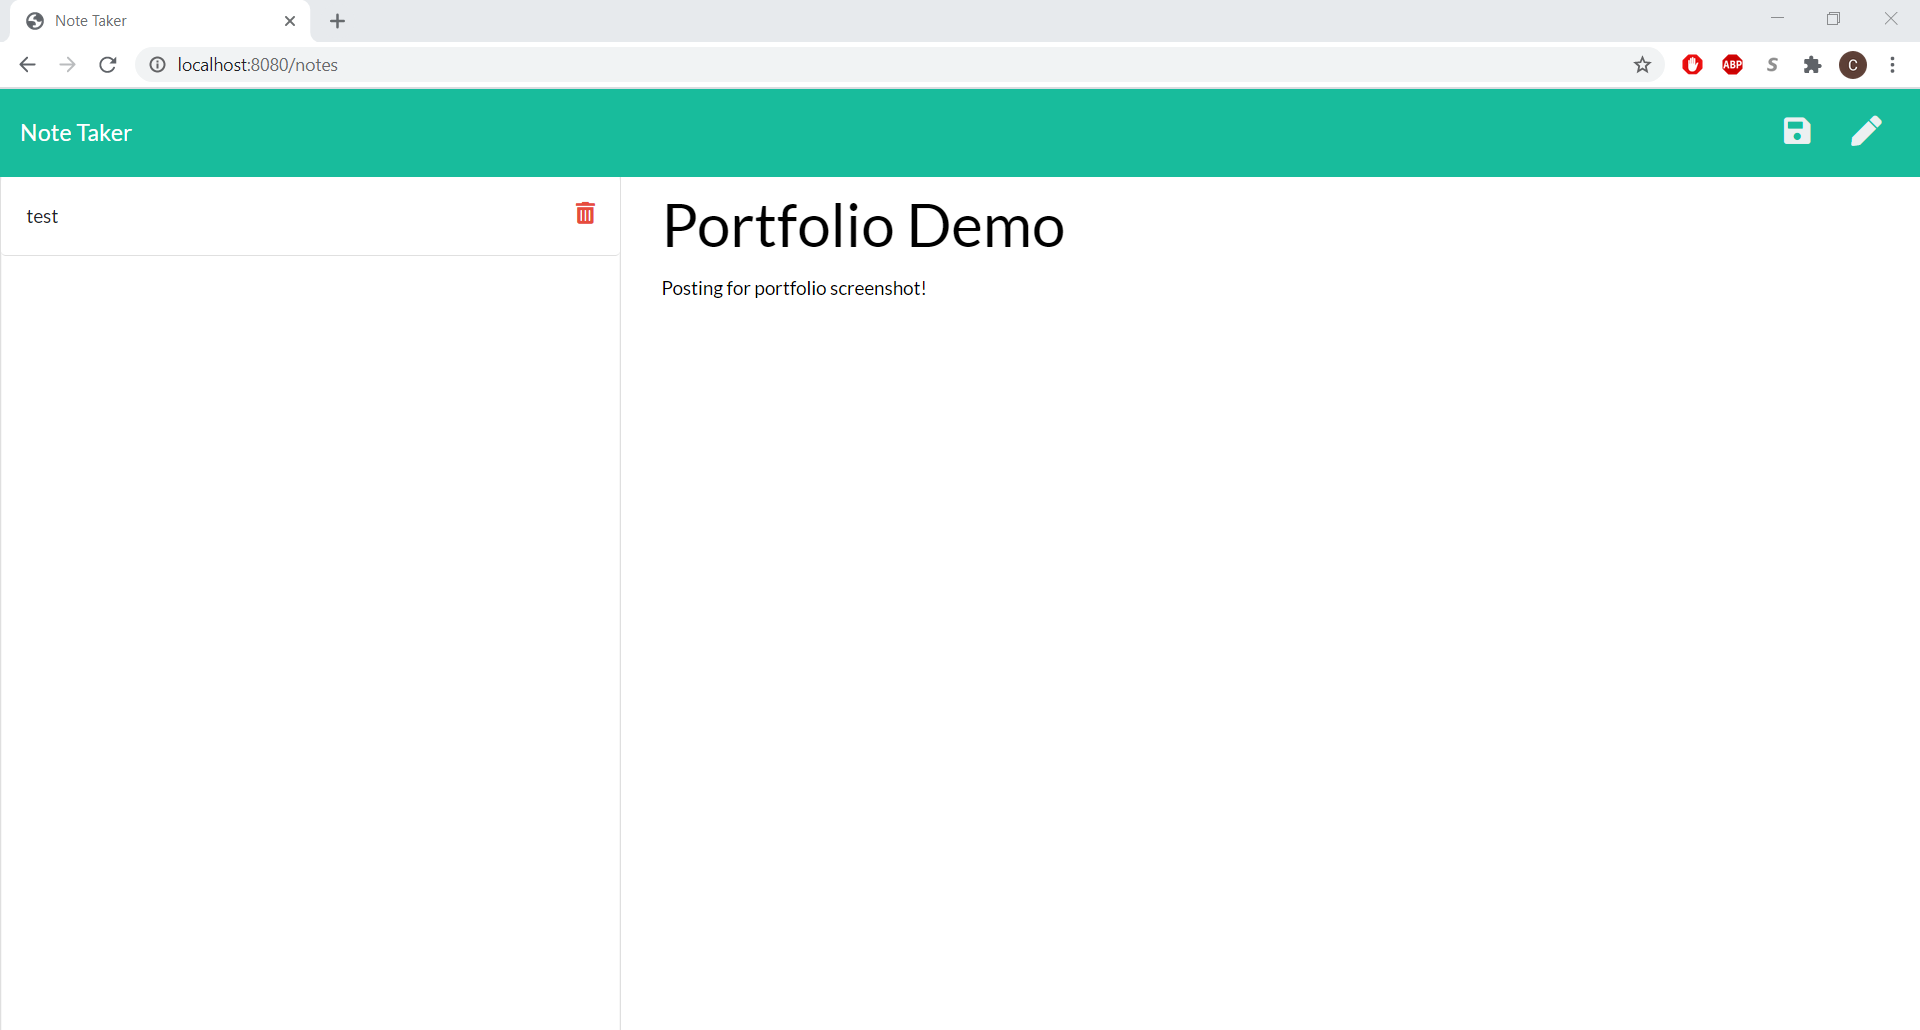 Note Taker
localhost:8080/notes
ABP
S
C
Note Taker
test
Portfolio Demo
Posting for portfolio screenshot!